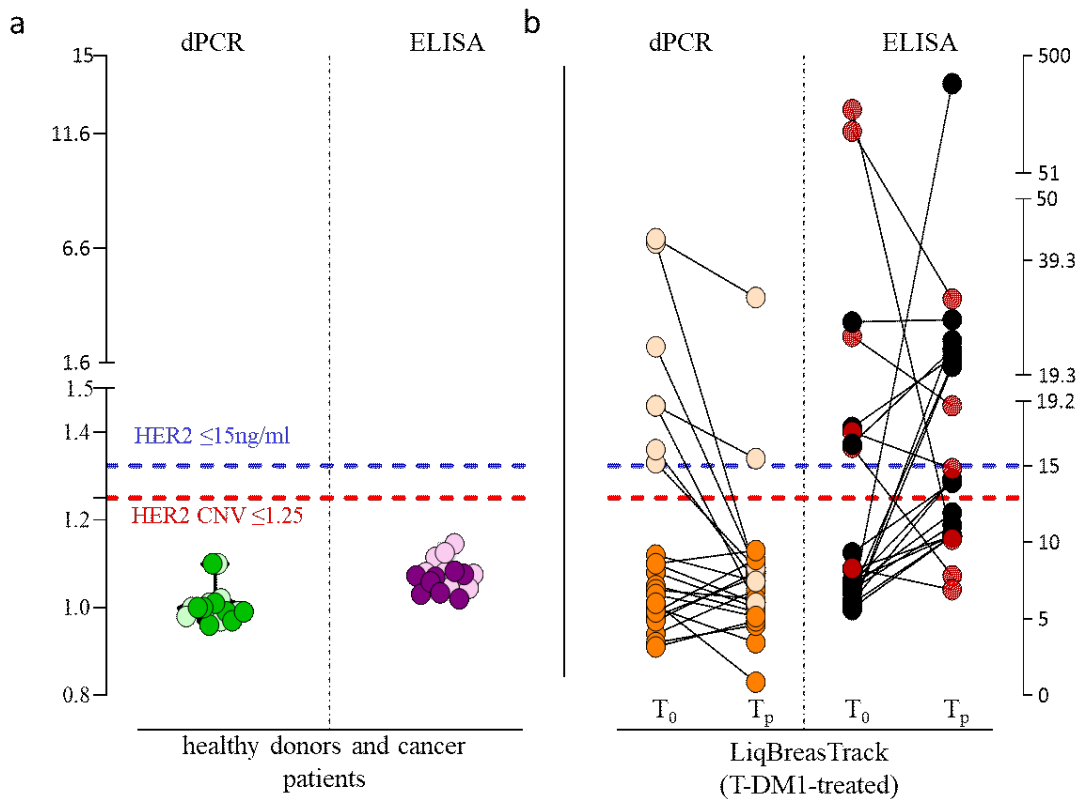 a
b
dPCR
ELISA
dPCR
ELISA
15
11.6
6.6
1.6
1.5
1.4
1.2
1.0
0.8
HER2 ≤15ng/ml
HER2 CNV ≤1.25
500
51
50
39.3
19.3
19.2
15
10
5
0
T0
Tp
T0
Tp
healthy donors and cancer
patients
LiqBreasTrack
(T-DM1-treated)